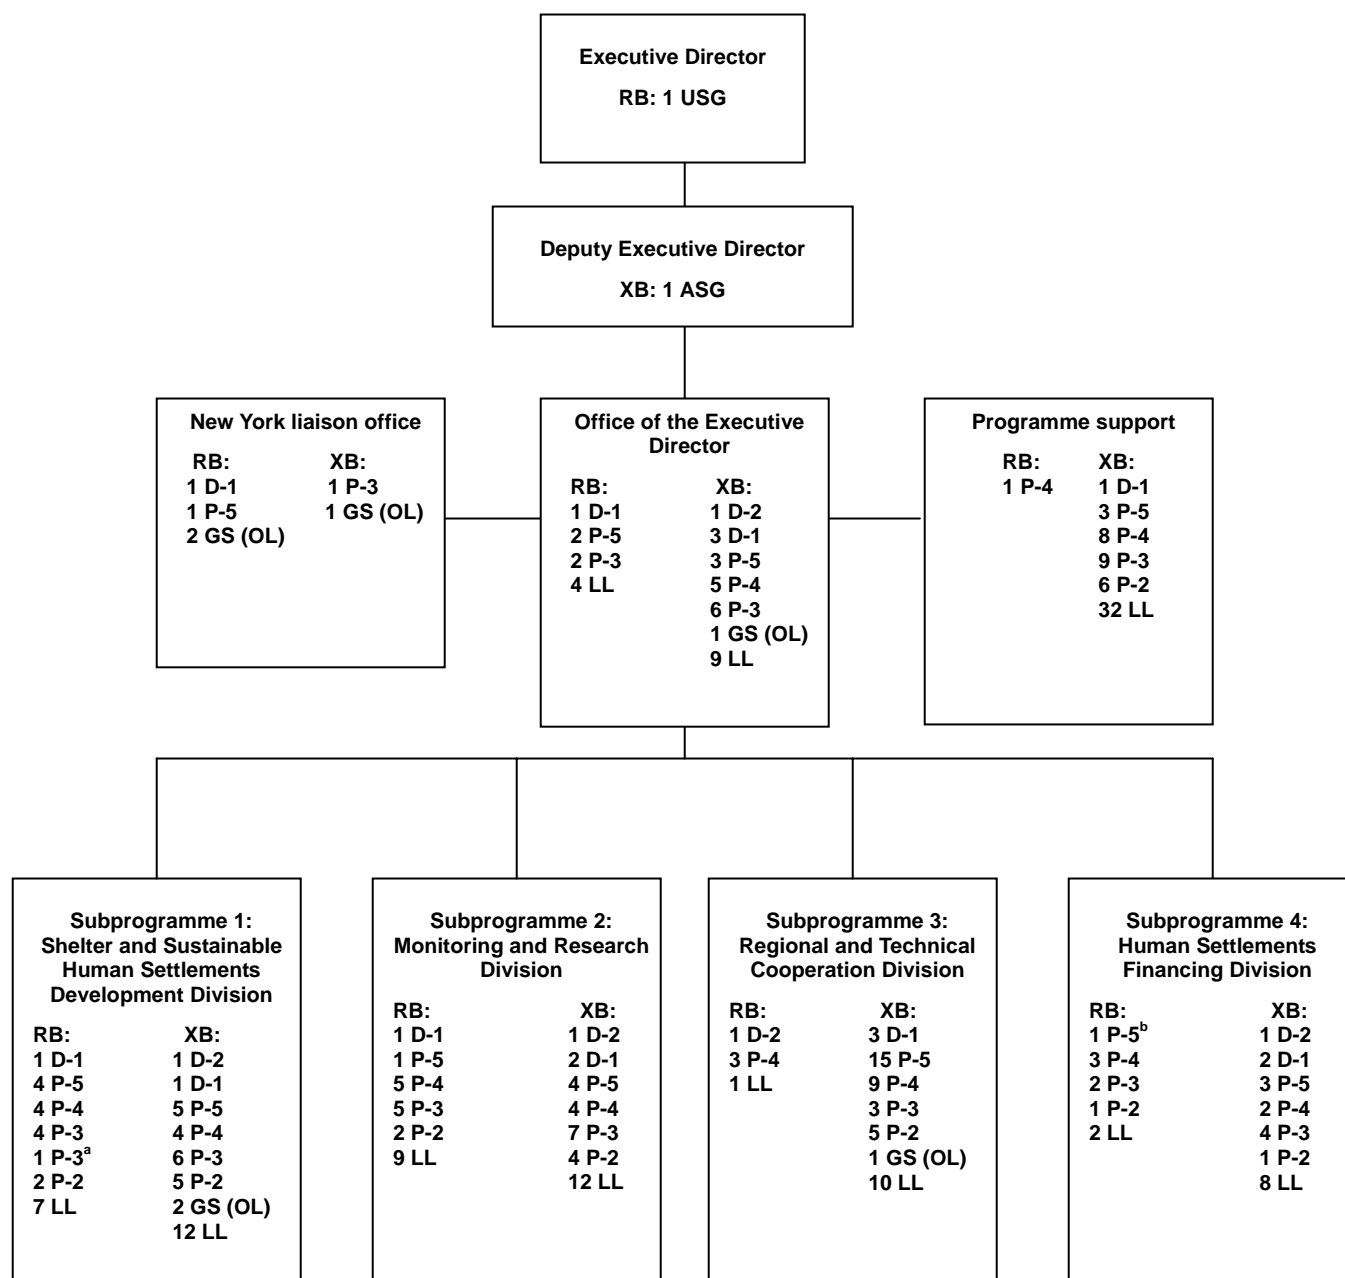 Executive Director
RB: 1 USG
Deputy Executive Director
XB: 1 ASG
New York liaison office
RB:
1 D-1
1 P-5
2 GS (OL)
XB:
1 P-3
1 GS (OL)
Office of the Executive
Director
RB:
1 D-1
2 P-5
2 P-3
4 LL
XB:
1 D-2
3 D-1
3 P-5
5 P-4
6 P-3
1 GS (OL)
9 LL
Programme support
RB:
1 P-4
XB:
1 D-1
3 P-5
8 P-4
9 P-3
6 P-2
32 LL
Subprogramme 1:
Shelter and Sustainable
Human Settlements
Development Division
RB:
1 D-1
4 P-5
4 P-4
4 P-3
1 P-3a
2 P-2
7 LL
XB:
1 D-2
1 D-1
5 P-5
4 P-4
6 P-3
5 P-2
2 GS (OL)
12 LL
Subprogramme 2:
Monitoring and Research
Division
RB:
1 D-1
1 P-5
5 P-4
5 P-3
2 P-2
9 LL
XB:
1 D-2
2 D-1
4 P-5
4 P-4
7 P-3
4 P-2
12 LL
Subprogramme 3:
Regional and Technical
Cooperation Division
RB:
1 D-2
3 P-4
1 LL
XB:
3 D-1
15 P-5
9 P-4
3 P-3
5 P-2
1 GS (OL)
10 LL
Subprogramme 4:
Human Settlements
Financing Division
RB:
1 P-5b
3 P-4
2 P-3
1 P-2
2 LL
XB:
1 D-2
2 D-1
3 P-5
2 P-4
4 P-3
1 P-2
8 LL